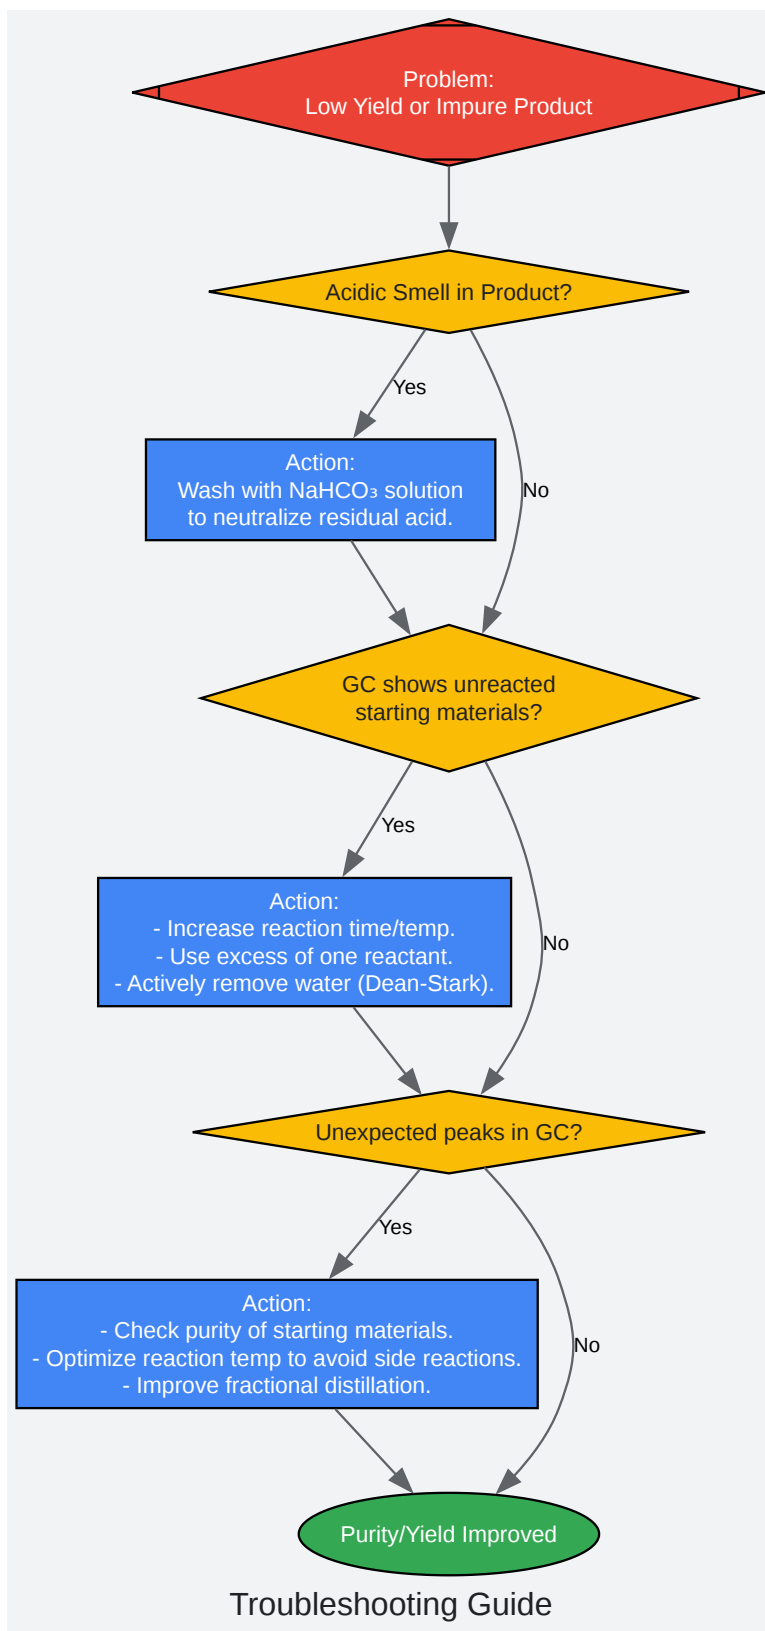 Problem:
Low Yield or Impure Product
Acidic Smell in Product?
Yes
Action:
Wash with NaHCO₃ solution
to neutralize residual acid.
No
GC shows unreacted
starting materials?
Yes
Action:
- Increase reaction time/temp.
- Use excess of one reactant.
- Actively remove water (Dean-Stark).
No
Unexpected peaks in GC?
Yes
Action:
- Check purity of starting materials.
- Optimize reaction temp to avoid side reactions.
- Improve fractional distillation.
No
Purity/Yield Improved
Troubleshooting Guide